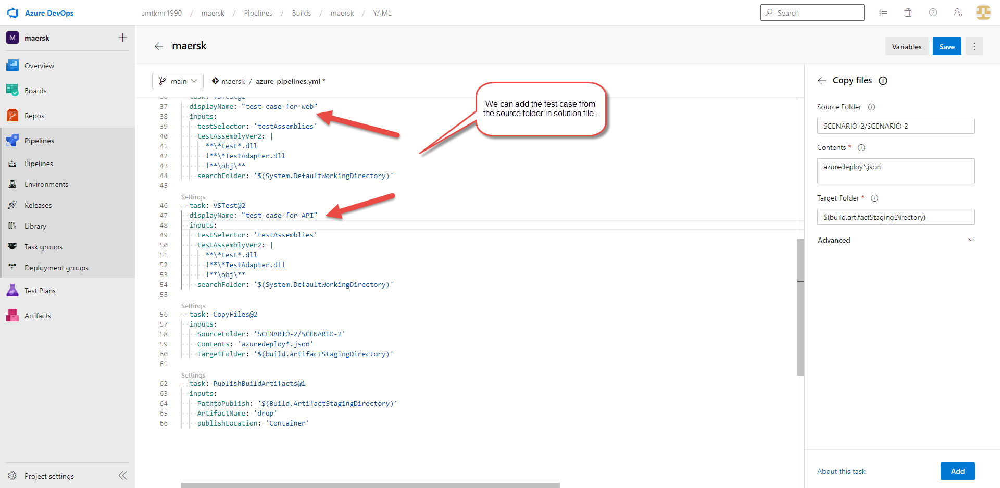 Azure DevOps
amtkmr1990 / maersk / Pipelines / Builds / maersk / YAML
Search
M maersk
Overview
Boards
Repos
Pipelines
Pipelines
Environments
Releases
Library
Task groups
Deployment groups
Test Plans
Artifacts
Project settings
maersk
Variables
Save
main
maersk / azure-pipelines.yml *
36 - task: VSTest@2
37 displayName: "test case for web"
38 inputs:
39 testSelector: 'testAssemblies'
40 testAssemblyVer2: |
41 **\*test*.dll
42 !**\*TestAdapter.dll
43 !**\obj\**
44 searchFolder: '$(System.DefaultWorkingDirectory)'
45
Settings
46 - task: VSTest@2
47 displayName: "test case for API"
48 inputs:
49 testSelector: 'testAssemblies'
50 testAssemblyVer2: |
51 **\*test*.dll
52 !**\*TestAdapter.dll
53 !**\obj\**
54 searchFolder: '$(System.DefaultWorkingDirectory)'
55
Settings
56 - task: CopyFiles@2
57 inputs:
58 SourceFolder: 'SCENARIO-2/SCENARIO-2'
59 Contents: 'azuredeploy*.json'
60 TargetFolder: '$(build.artifactStagingDirectory)'
61
Settings
62 - task: PublishBuildArtifacts@1
63 inputs:
64 PathtoPublish: '$(Build.ArtifactStagingDirectory)'
65 ArtifactName: 'drop'
66 publishLocation: 'Container'
We can add the test case from
the source folder in solution file .
Copy files
Source Folder
SCENARIO-2/SCENARIO-2
Contents *
azuredeploy*.json
Target Folder *
$(build.artifactStagingDirectory)
Advanced
About this task
Add